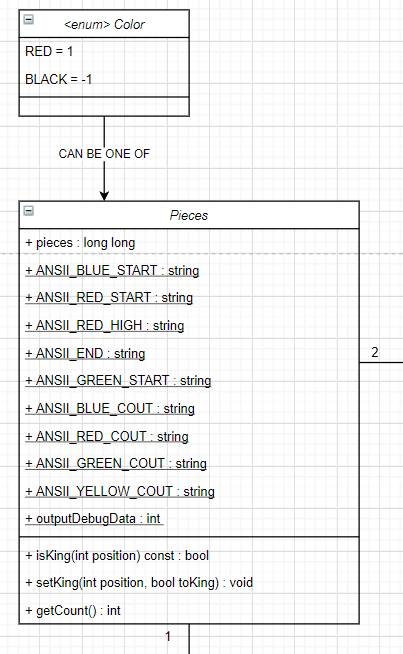 <enum> Color
RED = 1
BLACK = -1
CAN BE ONE OF
Pieces
+ pieces : long long
+ ANSII_BLUE_START : string
+ ANSII_RED_START : string
+ ANSII_RED_HIGH : string
+ ANSII_END : string
+ ANSII_GREEN_START : string
+ ANSII_BLUE_COUT : string
+ ANSII_RED_COUT : string
+ ANSII_GREEN_COUT : string
+ ANSII_YELLOW_COUT : string
+ outputDebugData : int
+ isKing(int position) const : bool
+ setKing(int position, bool toKing) : void
+ getCount() : int
2
1